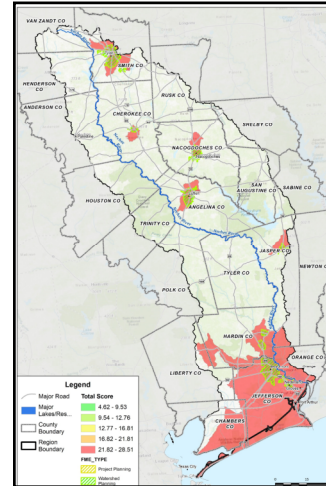 VAN ZANDT CO
SMITH CO
HENDERSON
CO
RUSK CO
ANDERSON CO
CHEROKEE CO
SHELBY CO
NACOGDOCHES
CO
Nacogdoches
HOUSTON CO
SAN
AUGUSTINE
CO
SABINE CO
ANGELINA
CO
TRINITY CO
JASPER CO
TYLER CO
NEWTON
CO
POLK CO
HARDIN CO
ORANGE CO
LIBERTY CO
JEFFERSON
CO
CHAMBERS
CO
Texas City
Legend
Major Road
Major
Lakes/Res...
County
Boundary
Region
Boundary
Total Score
4.62 - 9.53
9.54 - 12.76
12.77 - 16.81
16.82 - 21.81
21.82 - 28.51
FME_TYPE
Project Planning
Watershed
Planning